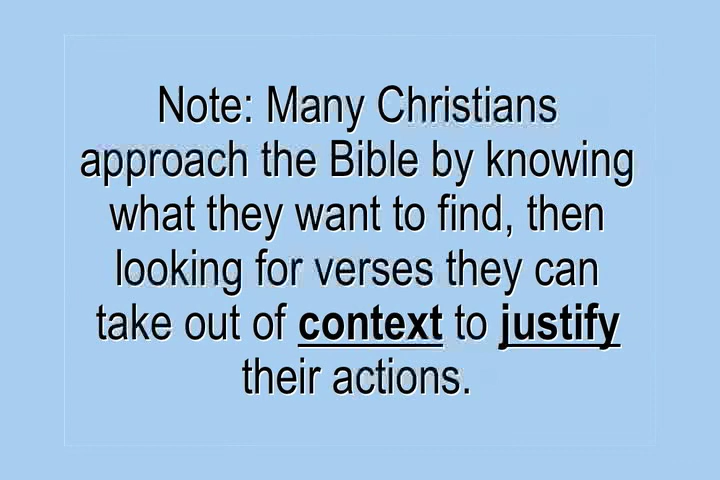 Note: Many Christians
approach the Bible by knowing
what they want to find, then
looking for verses they can
take out of context to justify
their actions.